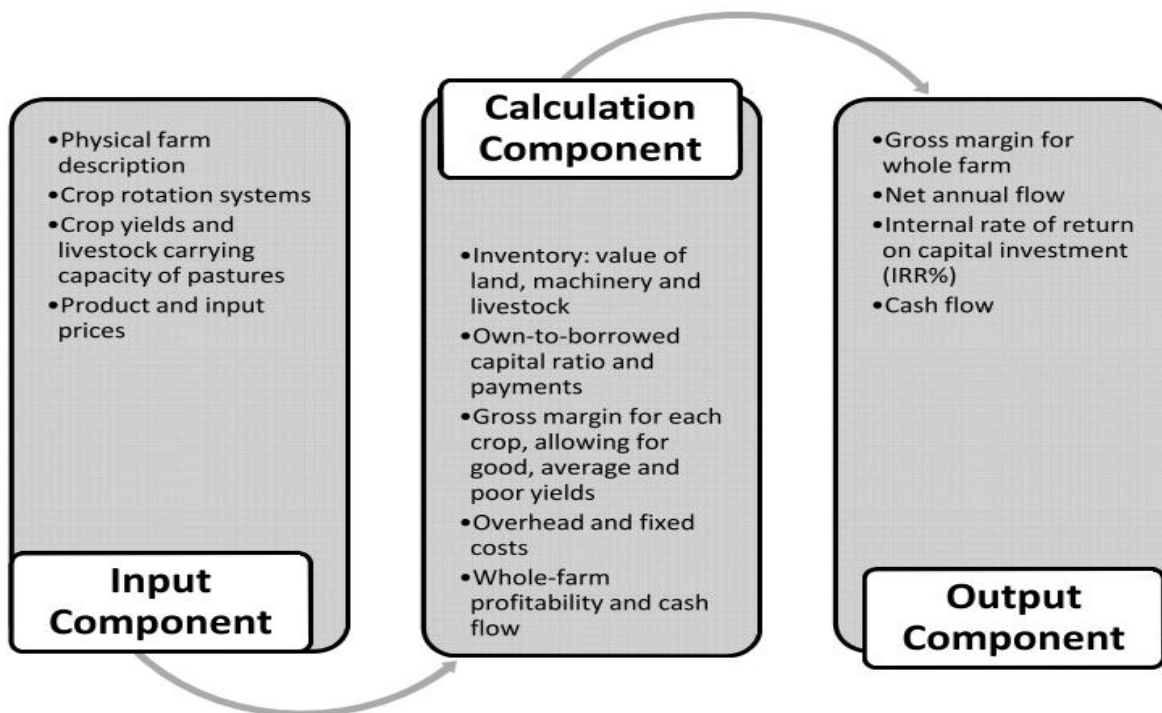 •Physical farm
description
•Crop rotation systems
•Crop yields and
livestock carrying
capacity of pastures
•Product and input
prices
Input
Component
Calculation
Component
•Inventory: value of
land, machinery and
livestock
•Own-to-borrowed
capital ratio and
payments
•Gross margin for each
crop, allowing for
good, average and
poor yields
•Overhead and fixed
costs
•Whole-farm
profitability and cash
flow
•Gross margin for
whole farm
•Net annual flow
•Internal rate of return
on capital investment
(IRR%)
•Cash flow
Output
Component